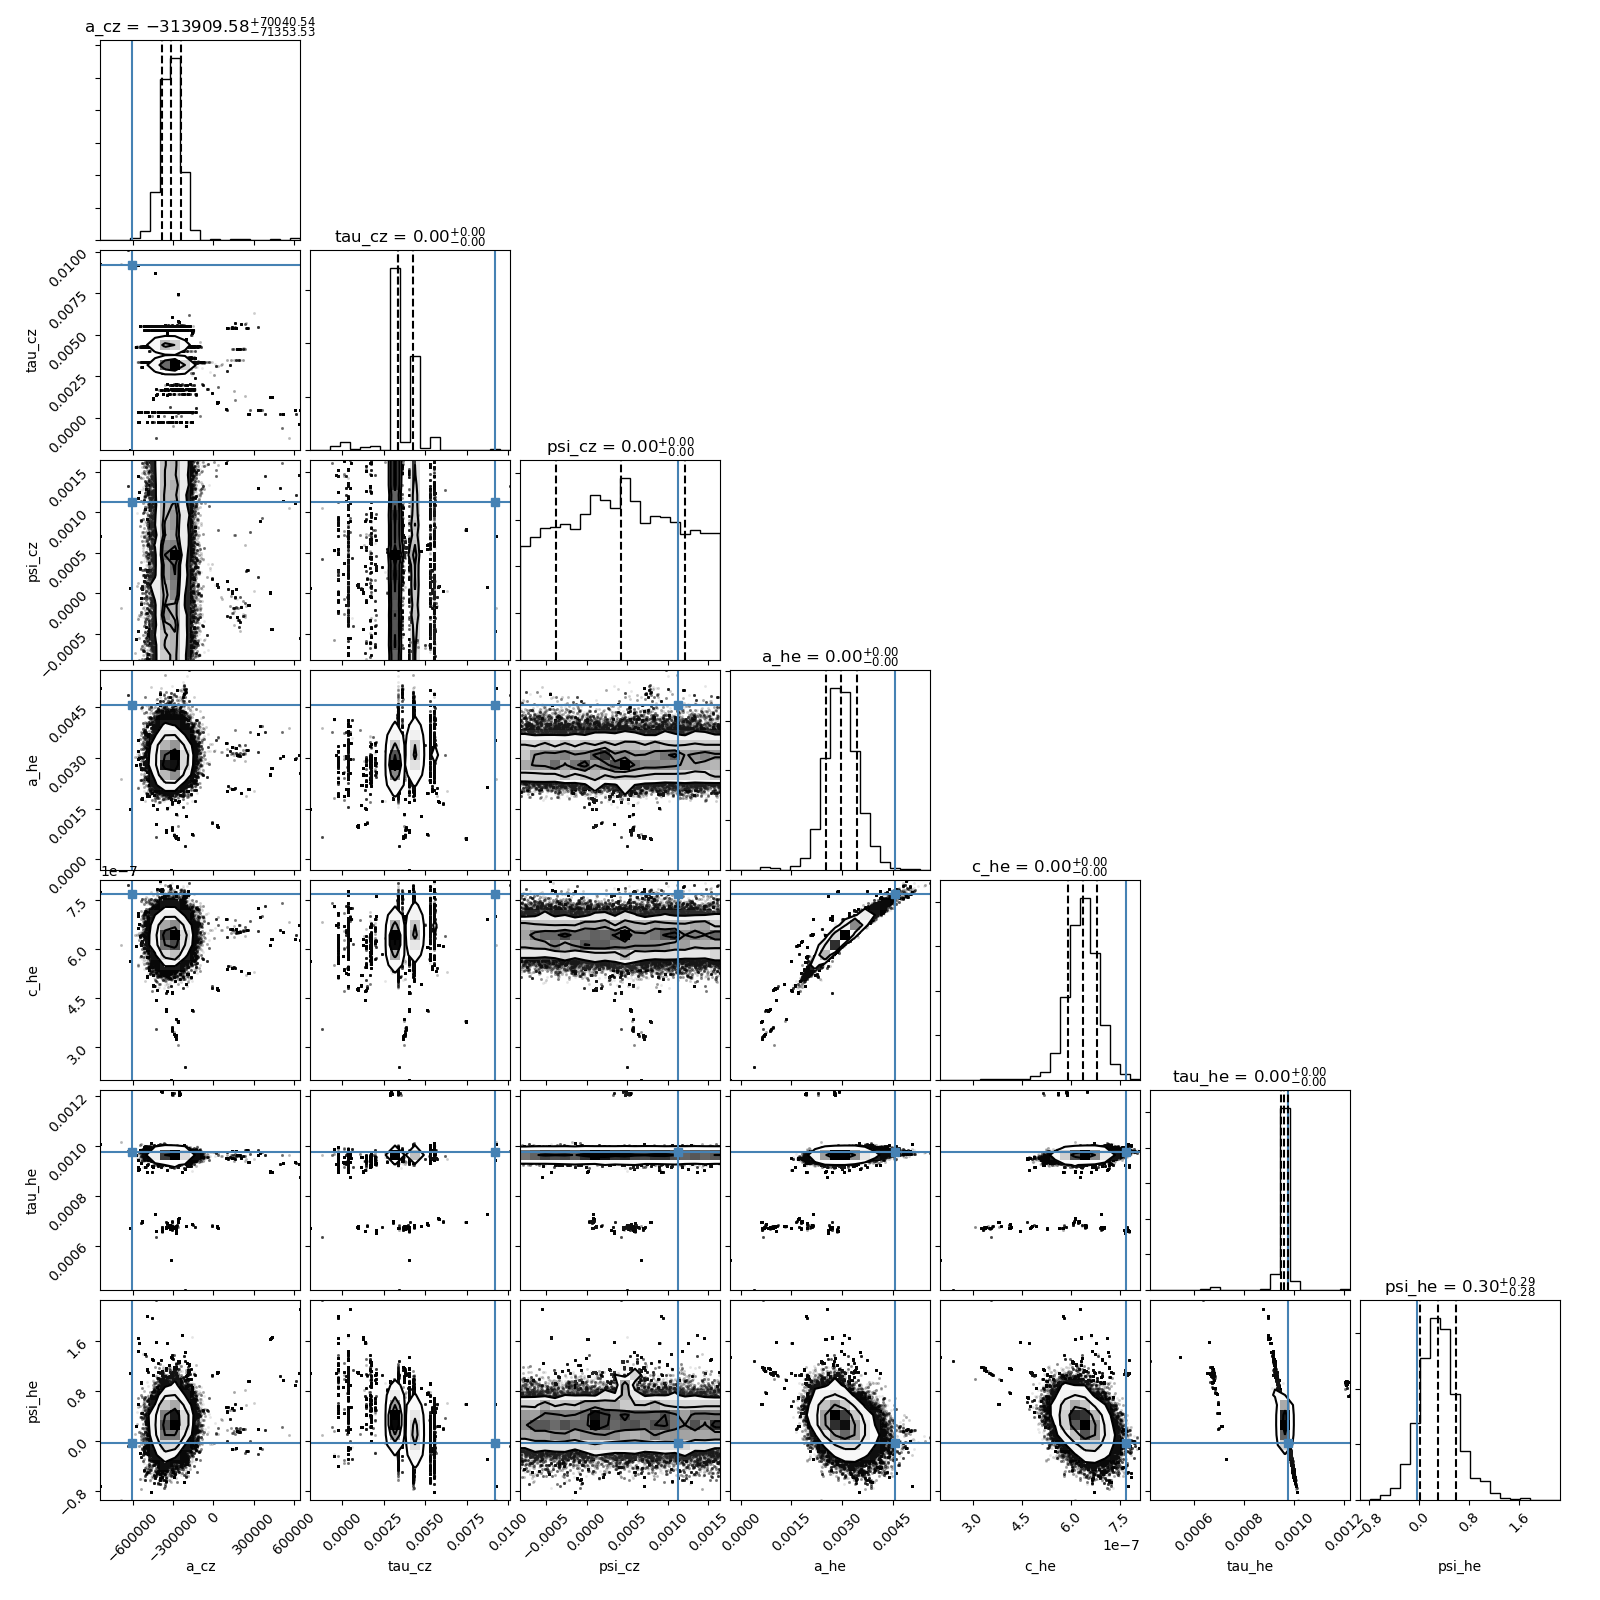 a_cz = −313909.58 +70040.54 −71353.53
tau_cz = 0.00 +0.00 −0.00
0.0100
0.0075
0.0050
0.0025
0.0000
tau_cz
psi_cz = 0.00 +0.00 −0.00
0.0015
0.0010
0.0005
0.0000
−0.0005
psi_cz
a_he = 0.00 +0.00 −0.00
0.0045
0.0030
0.0015
0.0000
a_he
c_he = 0.00 +0.00 −0.00
1e−7
7.5
6.0
4.5
3.0
c_he
tau_he = 0.00 +0.00 −0.00
0.0012
0.0010
0.0008
0.0006
tau_he
psi_he = 0.30 +0.29 −0.28
1.6
0.8
0.0
−0.8
psi_he
−600000 −300000 0 300000 600000
0.0000 0.0025 0.0050 0.0075 0.0100
−0.0005 0.0000 0.0005 0.0010 0.0015
0.0000 0.0015 0.0030 0.0045
3.0 4.5 6.0 7.5
1e−7
0.0006 0.0008 0.0010 0.0012
−0.8 0.0 0.8 1.6
a_cz tau_cz psi_cz a_he c_he tau_he psi_he